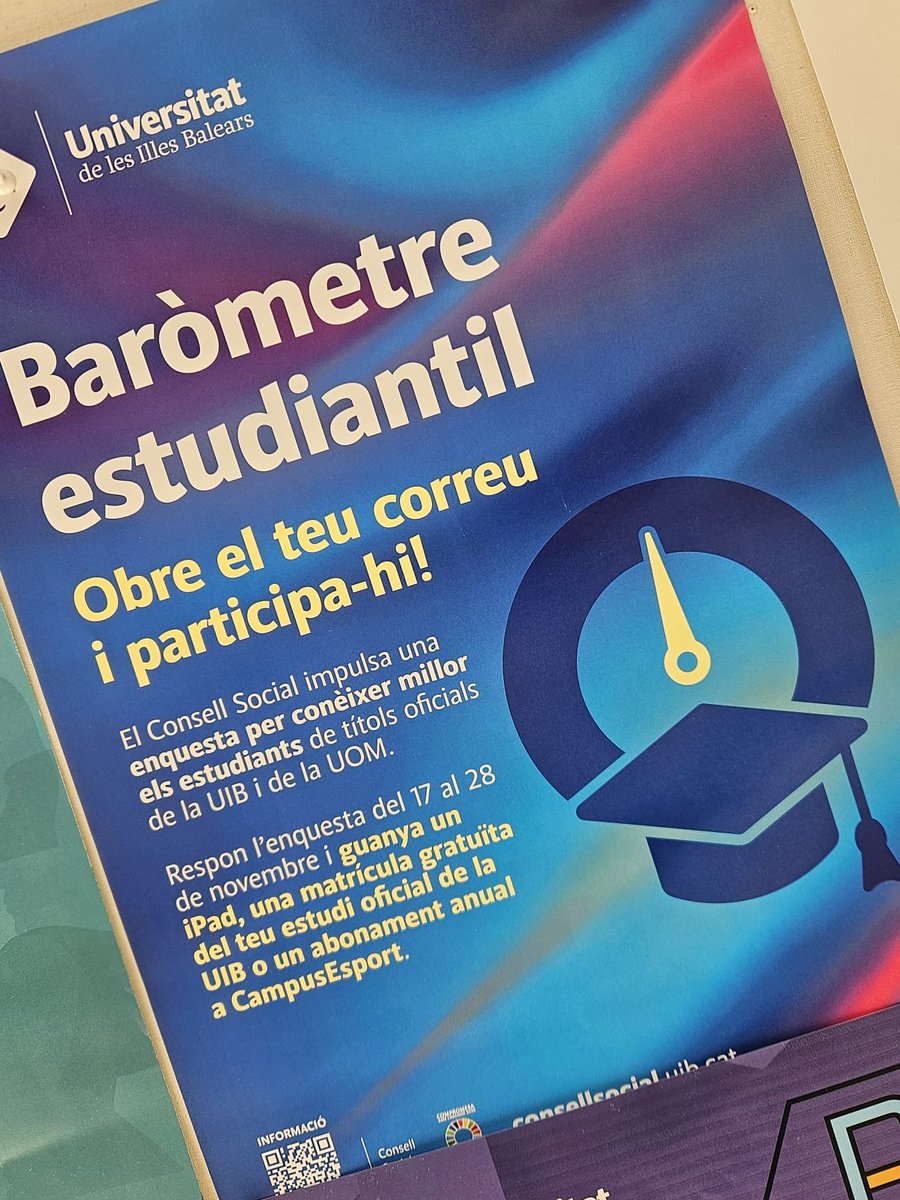 Universitat
de les Illes Balears
Baròmetre
estudiantil
Obre el teu correu
i participa-hi!
El Consell Social impulsa una
enquesta per conèixer millor
els estudiants de títols oficials
de la UIB i de la UOM.
Respon l'enquesta del 17 al 28
de novembre i guanya un
iPad, una matrícula gratuïta
del teu estudi oficial de la
UIB o un abonament anual
a CampusEsport.
consellsocial.uib.cat
INFORMACIÓ
Consell